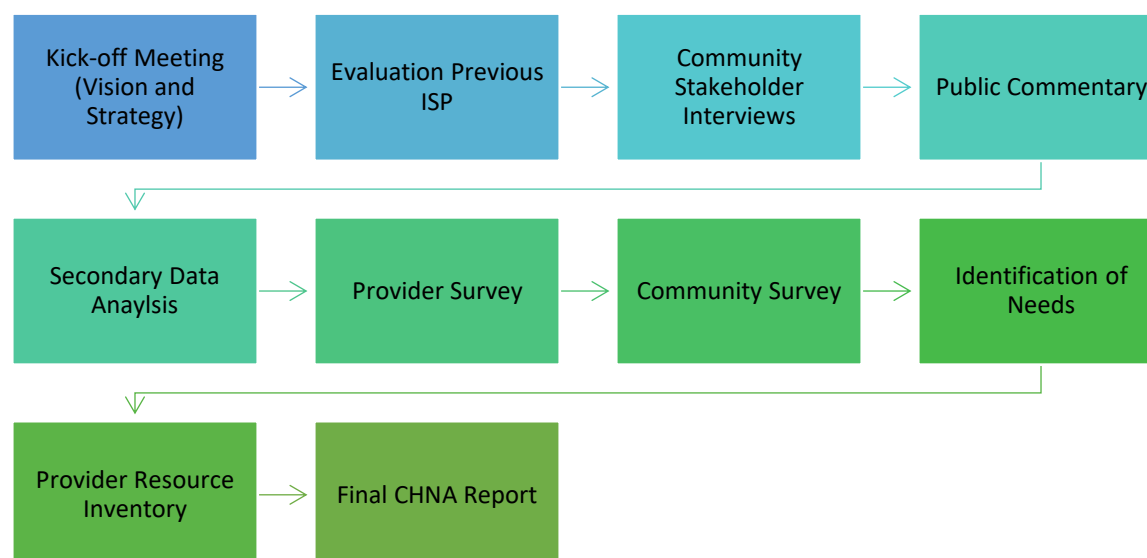 Kick-off Meeting
(Vision and
Strategy)
Evaluation Previous
ISP
Community
Stakeholder
Interviews
Public Commentary
Secondary Data
Anaylsis
Provider Survey
Community Survey
Identification of
Needs
Provider Resource
Inventory
Final CHNA Report